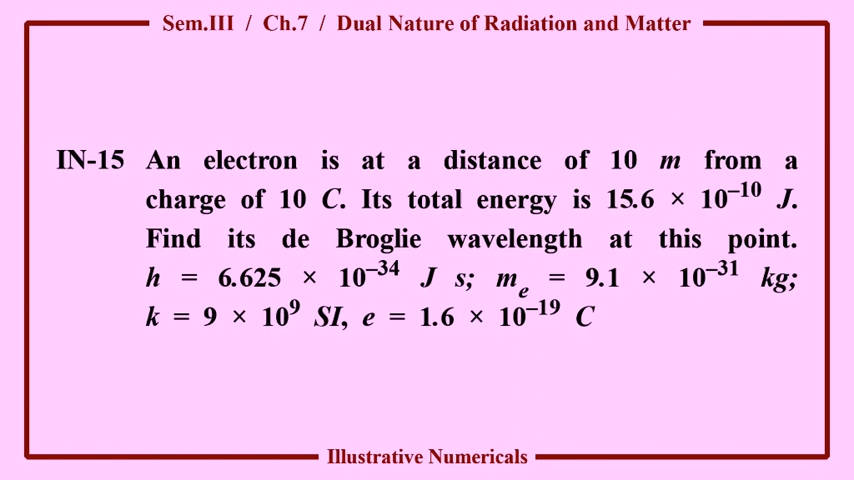 Sem.III / Ch.7 / Dual Nature of Radiation and Matter
IN-15 An electron is at a distance of 10 m from a
charge of 10 C. Its total energy is 15.6 × 10⁻¹⁰ J.
Find its de Broglie wavelength at this point.
h = 6.625 × 10⁻³⁴ J s; mₑ = 9.1 × 10⁻³¹ kg;
k = 9 × 10⁹ SI, e = 1.6 × 10⁻¹⁹ C
Illustrative Numericals